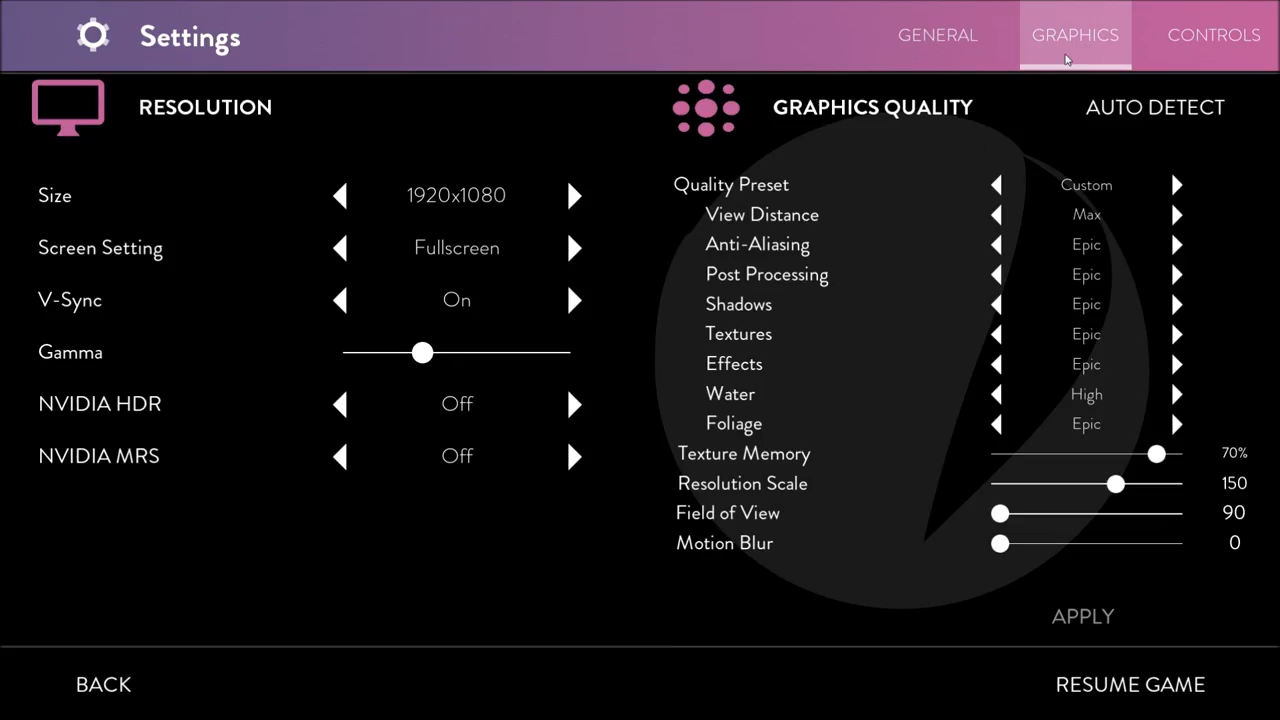 Settings
GENERAL
GRAPHICS
CONTROLS
RESOLUTION
Size 1920x1080
Screen Setting Fullscreen
V-Sync On
Gamma
NVIDIA HDR Off
NVIDIA MRS Off
GRAPHICS QUALITY
AUTO DETECT
Quality Preset Custom
View Distance Max
Anti-Aliasing Epic
Post Processing Epic
Shadows Epic
Textures Epic
Effects Epic
Water High
Foliage Epic
Texture Memory 70%
Resolution Scale 150
Field of View 90
Motion Blur 0
APPLY
BACK
RESUME GAME